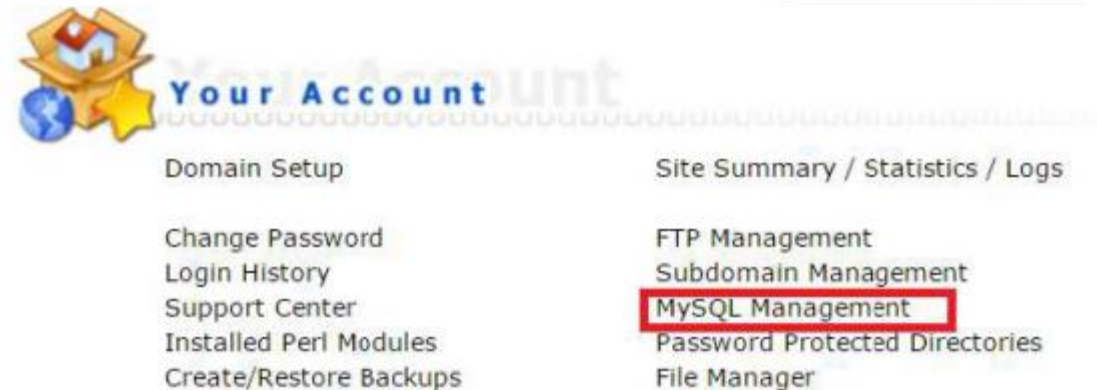 Your Account
Domain Setup
Site Summary / Statistics / Logs
Change Password
FTP Management
Login History
Subdomain Management
Support Center
MySQL Management
Installed Perl Modules
Password Protected Directories
Create/Restore Backups
File Manager